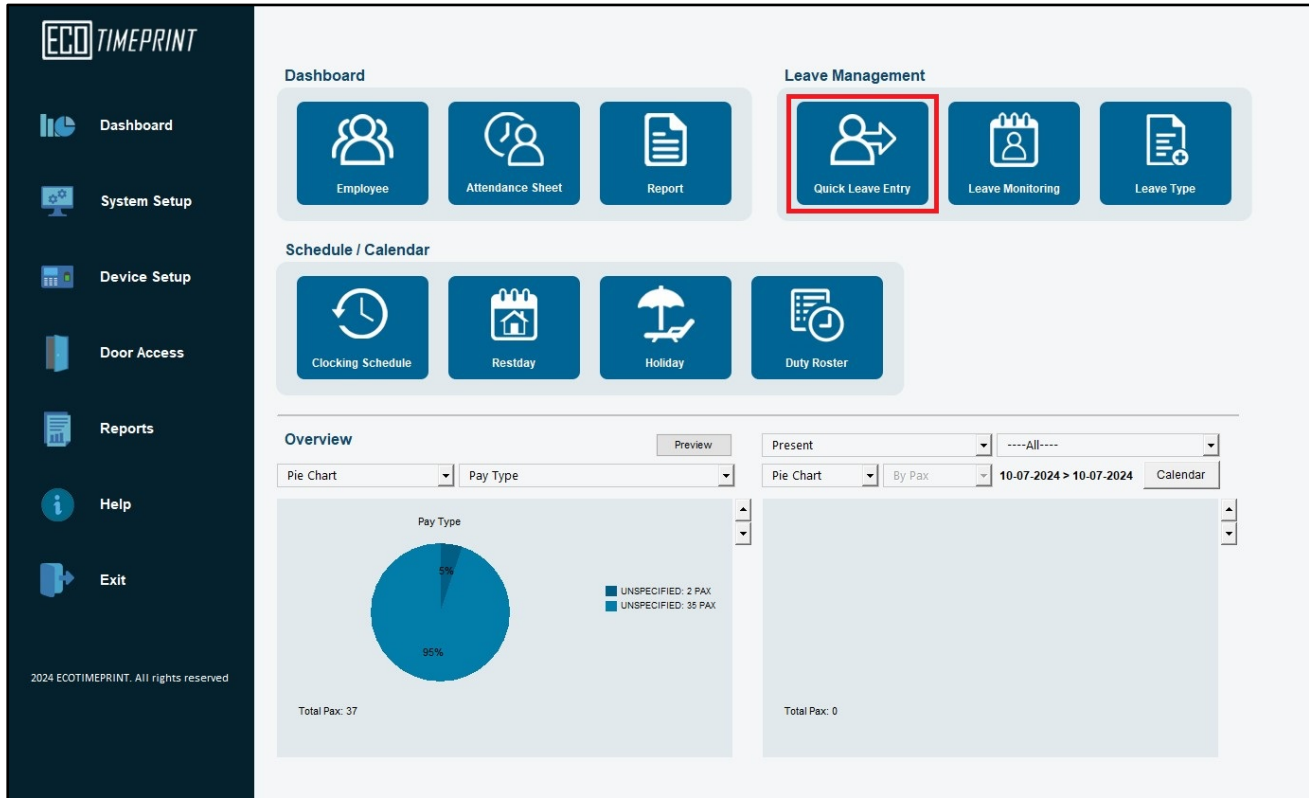 ECO TIMEPRINT
Dashboard
System Setup
Device Setup
Door Access
Reports
Help
Exit
2024 ECOTIMEPRINT. All rights reserved
Dashboard
Employee
Attendance Sheet
Report
Leave Management
Quick Leave Entry
Leave Monitoring
Leave Type
Schedule / Calendar
Clocking Schedule
Restday
Holiday
Duty Roster
Overview
Preview
Pie Chart
Pay Type
Pay Type
5%
95%
UNSPECIFIED: 2 PAX
UNSPECIFIED: 35 PAX
Total Pax: 37
Present
----All----
Pie Chart
By Pax
10-07-2024 > 10-07-2024
Calendar
Total Pax: 0